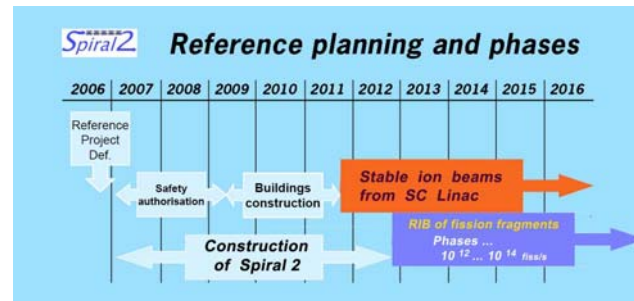 Spiral2
Reference planning and phases
2006 2007 2008 2009 2010 2011 2012 2013 2014 2015 2016
Reference
Project
Def.
Safety
authorisation
Buildings
construction
Stable ion beams
from SC Linac
RIB of fission fragments
Phases ...
10 12 ... 10 14 fiss/s
Construction
of Spiral 2